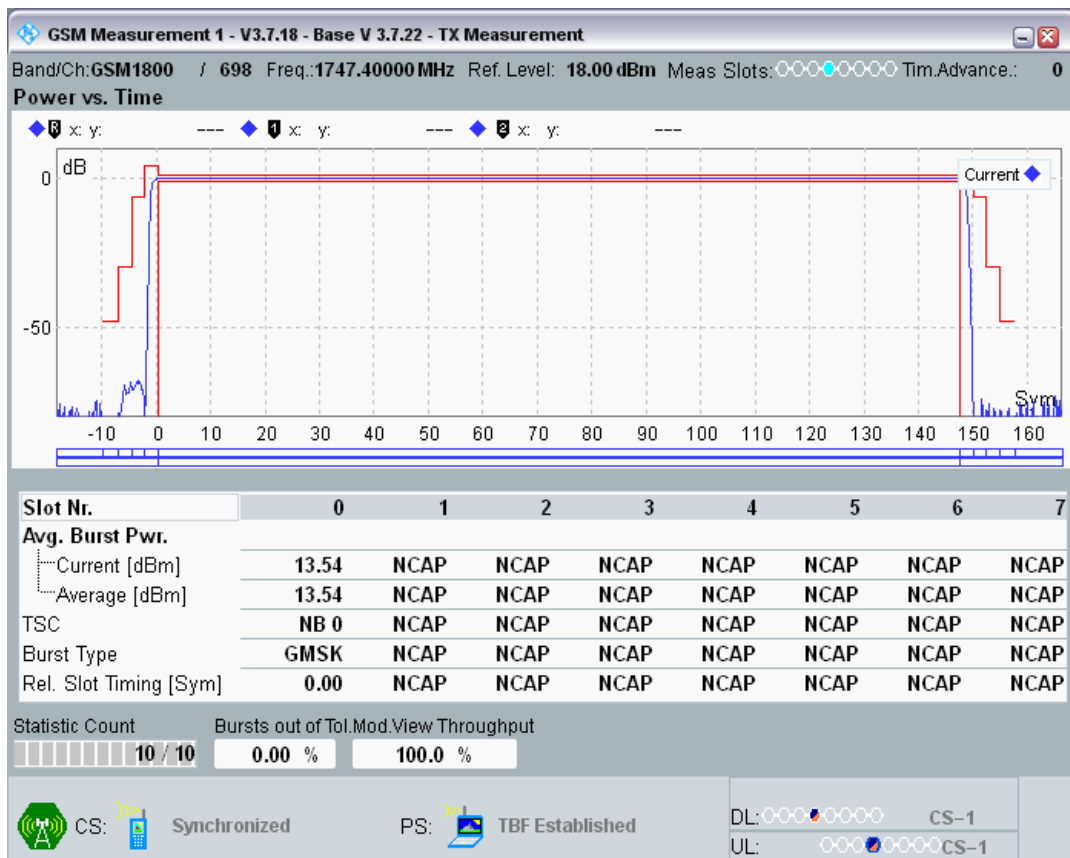 GSM Measurement 1 - V3.7.18 - Base V 3.7.22 - TX Measurement
Band/Ch:GSM1800 / 698 Freq.:1747.40000 MHz Ref. Level: 18.00 dBm Meas Slots: Tim.Advance.: 0
Power vs. Time
R x: y: --- 1 x: y: --- 2 x: y: ---
dB
Current
0
-50
Sym
-10 0 10 20 30 40 50 60 70 80 90 100 110 120 130 140 150 160
Slot Nr. 0 1 2 3 4 5 6 7
Avg. Burst Pwr.
Current [dBm] 13.54 NCAP NCAP NCAP NCAP NCAP NCAP NCAP
Average [dBm] 13.54 NCAP NCAP NCAP NCAP NCAP NCAP NCAP
TSC NB 0 NCAP NCAP NCAP NCAP NCAP NCAP NCAP
Burst Type GMSK NCAP NCAP NCAP NCAP NCAP NCAP NCAP
Rel. Slot Timing [Sym] 0.00 NCAP NCAP NCAP NCAP NCAP NCAP NCAP
Statistic Count Bursts out of Tol.Mod.View Throughput
10 / 10 0.00 % 100.0 %
CS: Synchronized PS: TBF Established
DL: CS-1
UL: CS-1